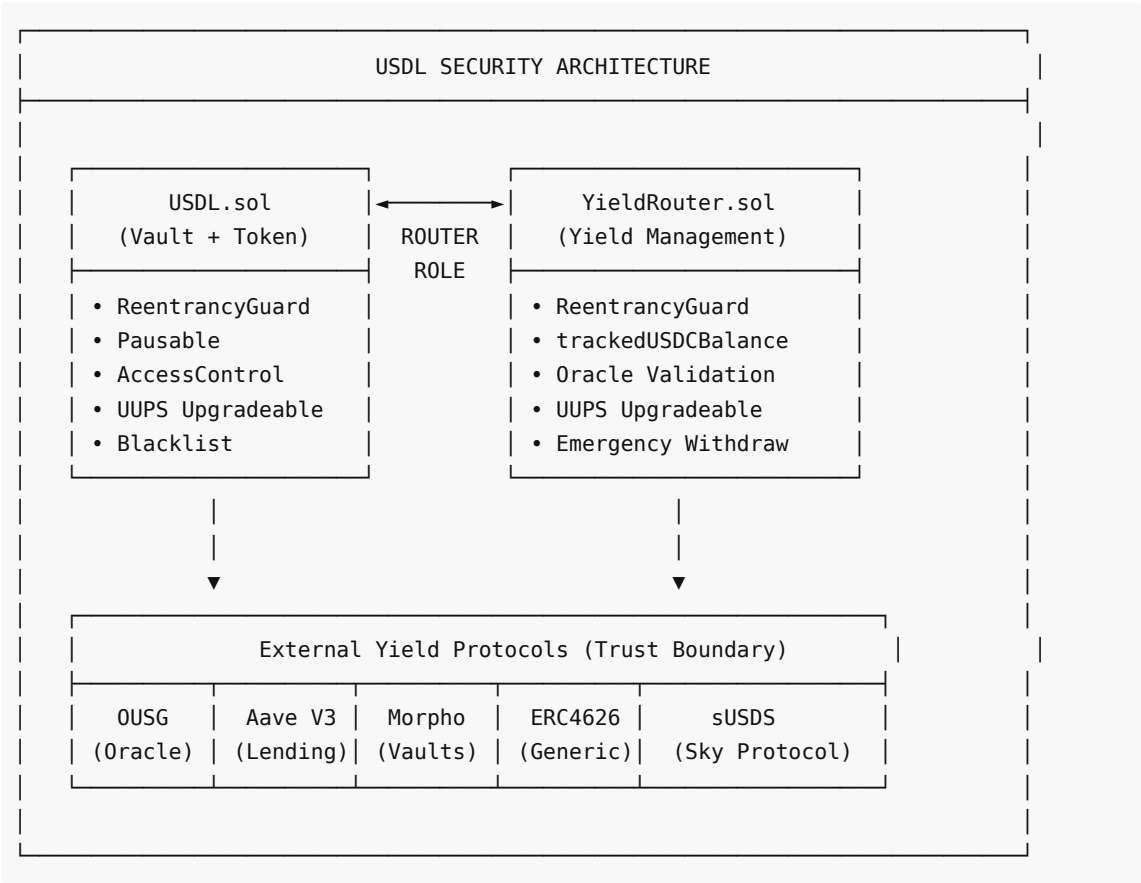 USDL SECURITY ARCHITECTURE
USDL.sol YieldRouter.sol
(Vault + Token) ROUTER (Yield Management)
ROLE
• ReentrancyGuard • ReentrancyGuard
• Pausable • trackedUSDCBalance
• AccessControl • Oracle Validation
• UUPS Upgradeable • UUPS Upgradeable
• Blacklist • Emergency Withdraw
External Yield Protocols (Trust Boundary)
OUSG Aave V3 Morpho ERC4626 sUSDS
(Oracle) (Lending) (Vaults) (Generic) (Sky Protocol)